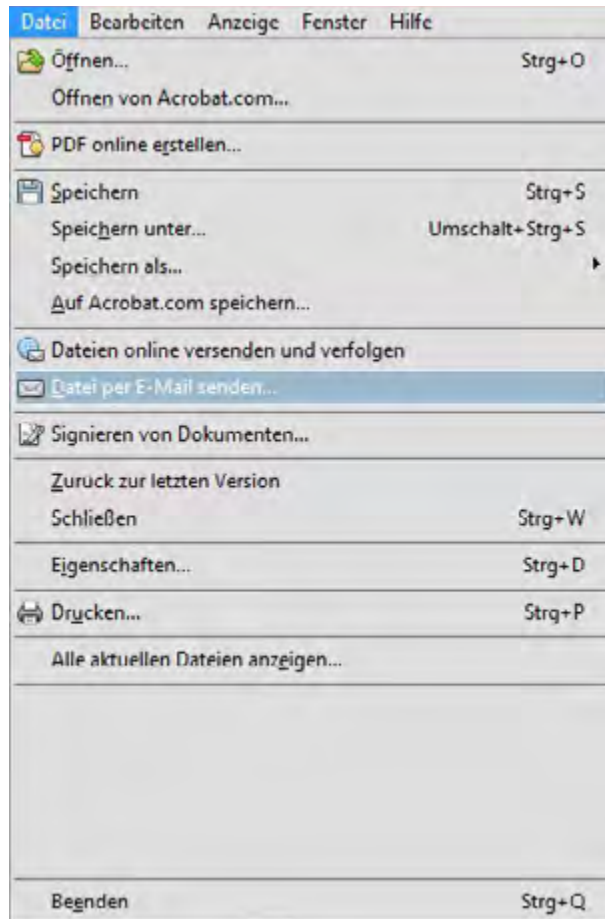 Datei Bearbeiten Anzeige Fenster Hilfe
Öffnen... Strg+O
Öffnen von Acrobat.com...
PDF online erstellen...
Speichern Strg+S
Speichern unter... Umschalt+Strg+S
Speichern als...
Auf Acrobat.com speichern...
Dateien online versenden und verfolgen
Datei per E-Mail senden...
Signieren von Dokumenten...
Zurück zur letzten Version
Schließen Strg+W
Eigenschaften... Strg+D
Drucken... Strg+P
Alle aktuellen Dateien anzeigen...
Beenden Strg+Q